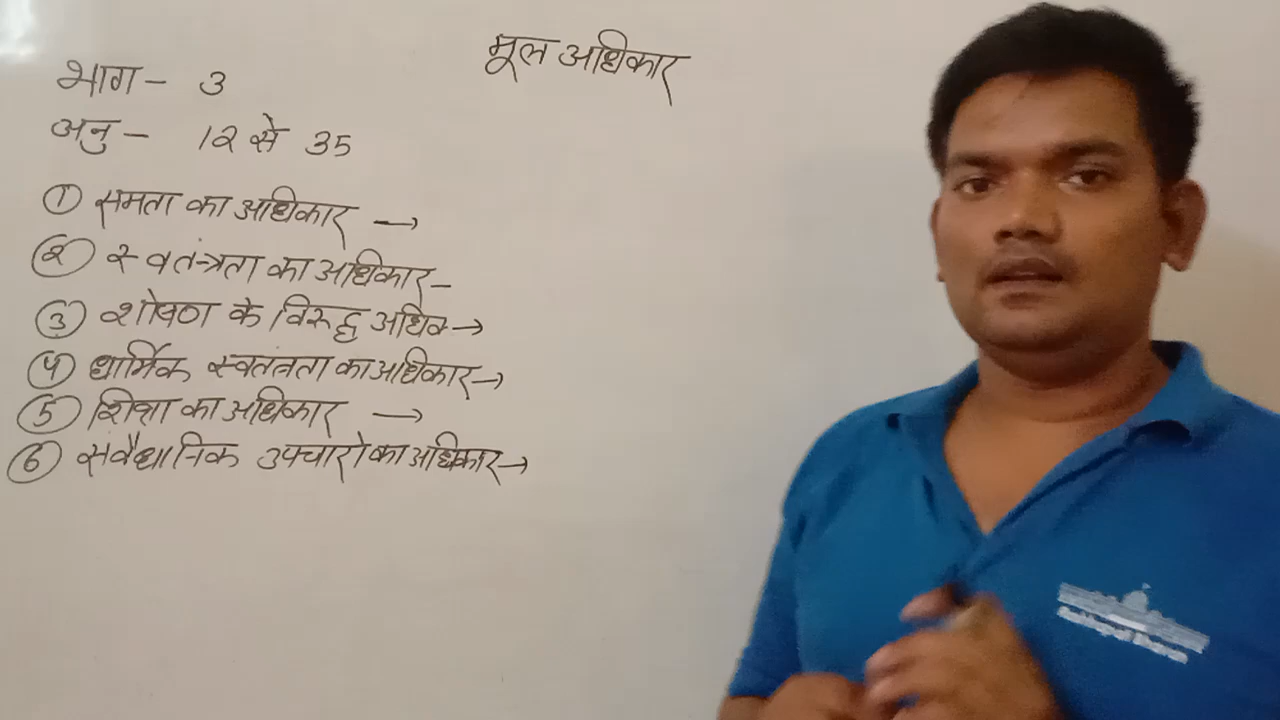 मूल अधिकार
भाग - 3
अनु - 12 से 35
① समता का अधिकार →
② स्वतंन्त्रता का अधिकार -
③ शोषण के विरुद्ध अधिक →
④ धार्मिक स्वतन्त्रता का अधिकार →
⑤ शिक्षा का अधिकार →
⑥ संवैधानिक उपचारो का अधिकार →